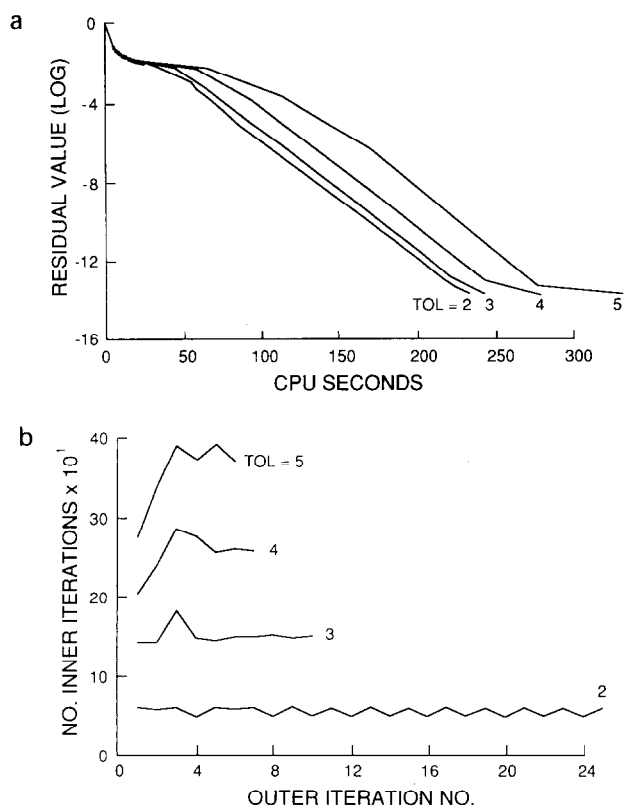 a
RESIDUAL VALUE (LOG)
0
-4
-8
-12
-16
TOL = 2 3 4 5
0 50 100 150 200 250 300
CPU SECONDS
b
NO. INNER ITERATIONS x 10¹
40
30
20
10
0
TOL = 5
4
3
2
0 4 8 12 16 20 24
OUTER ITERATION NO.